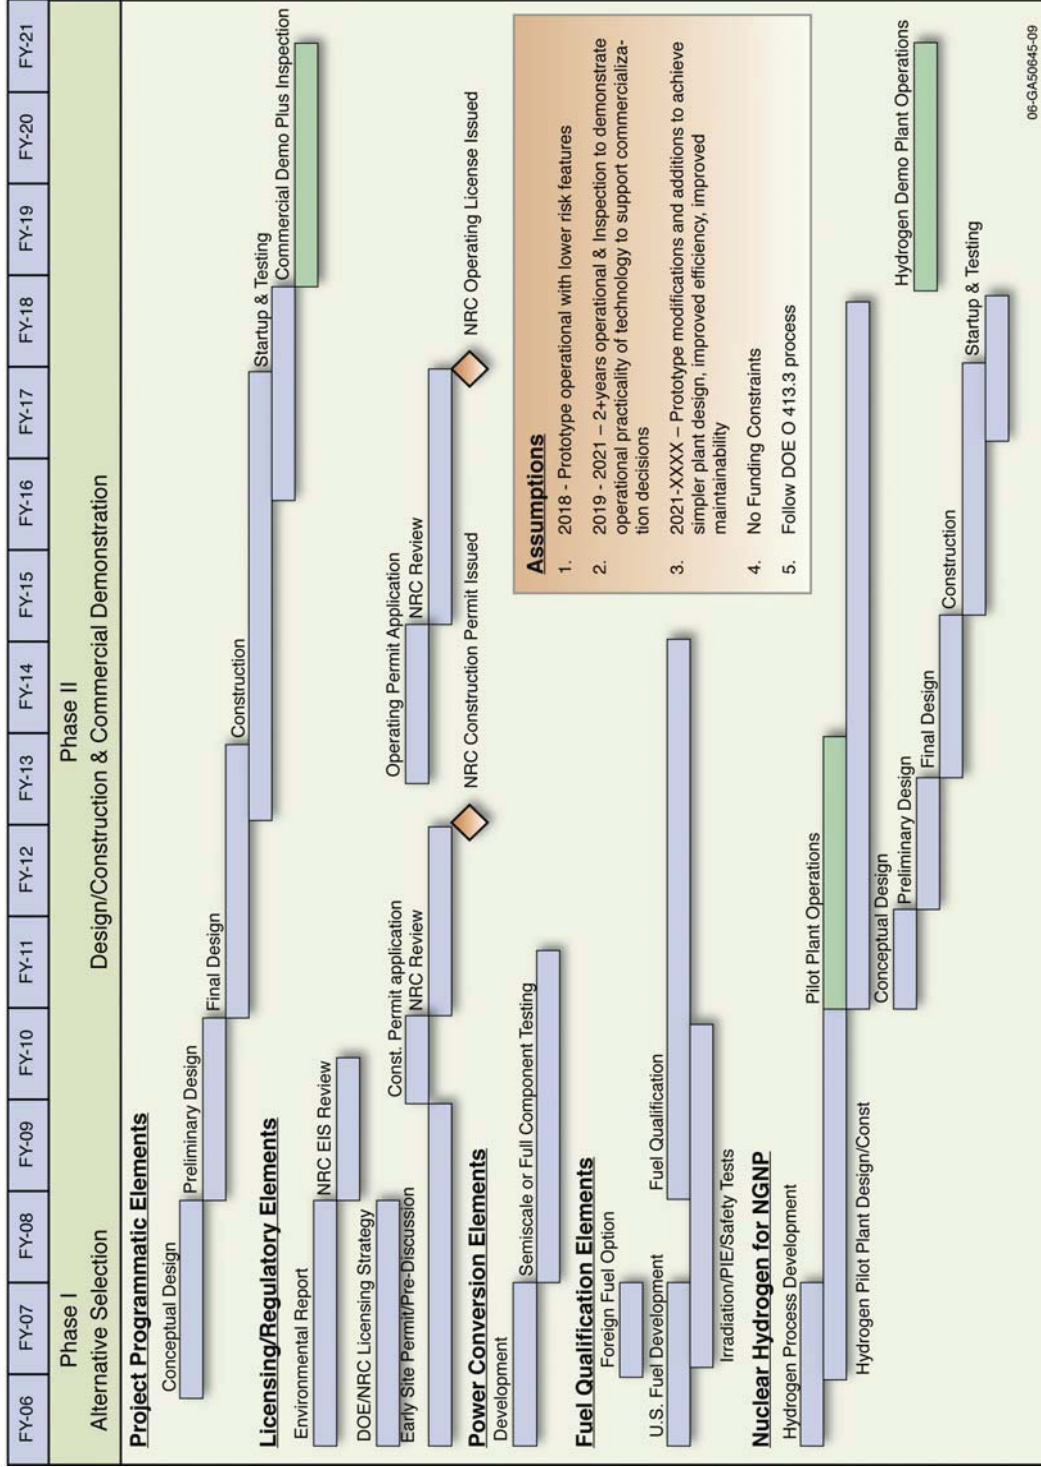 FY-06 FY-07 FY-08 FY-09 FY-10 FY-11 FY-12 FY-13 FY-14 FY-15 FY-16 FY-17 FY-18 FY-19 FY-20 FY-21
Phase I
Alternative Selection
Phase II
Design/Construction & Commercial Demonstration
Project Programmatic Elements
Conceptual Design
Preliminary Design
Final Design
Construction
Startup & Testing
Commercial Demo Plus Inspection
Licensing/Regulatory Elements
Environmental Report
NRC EIS Review
DOE/NRC Licensing Strategy
Early Site Permit/Pre-Discussion
Const. Permit application
NRC Review
NRC Construction Permit Issued
Operating Permit Application
NRC Review
NRC Operating License Issued
Power Conversion Elements
Development
Semiscale or Full Component Testing
Fuel Qualification Elements
Foreign Fuel Option
U.S. Fuel Development
Fuel Qualification
Irradiation/PIE/Safety Tests
Nuclear Hydrogen for NGNP
Hydrogen Process Development
Hydrogen Pilot Plant Design/Const
Pilot Plant Operations
Conceptual Design
Preliminary Design
Final Design
Construction
Startup & Testing
Hydrogen Demo Plant Operations
Assumptions
1. 2018 - Prototype operational with lower risk features
2. 2019 - 2021 – 2+years operational & Inspection to demonstrate
operational practicality of technology to support commercializa-
tion decisions
3. 2021-XXXX – Prototype modifications and additions to achieve
simpler plant design, improved efficiency, improved
maintainability
4. No Funding Constraints
5. Follow DOE O 413.3 process
06-GA50645-09